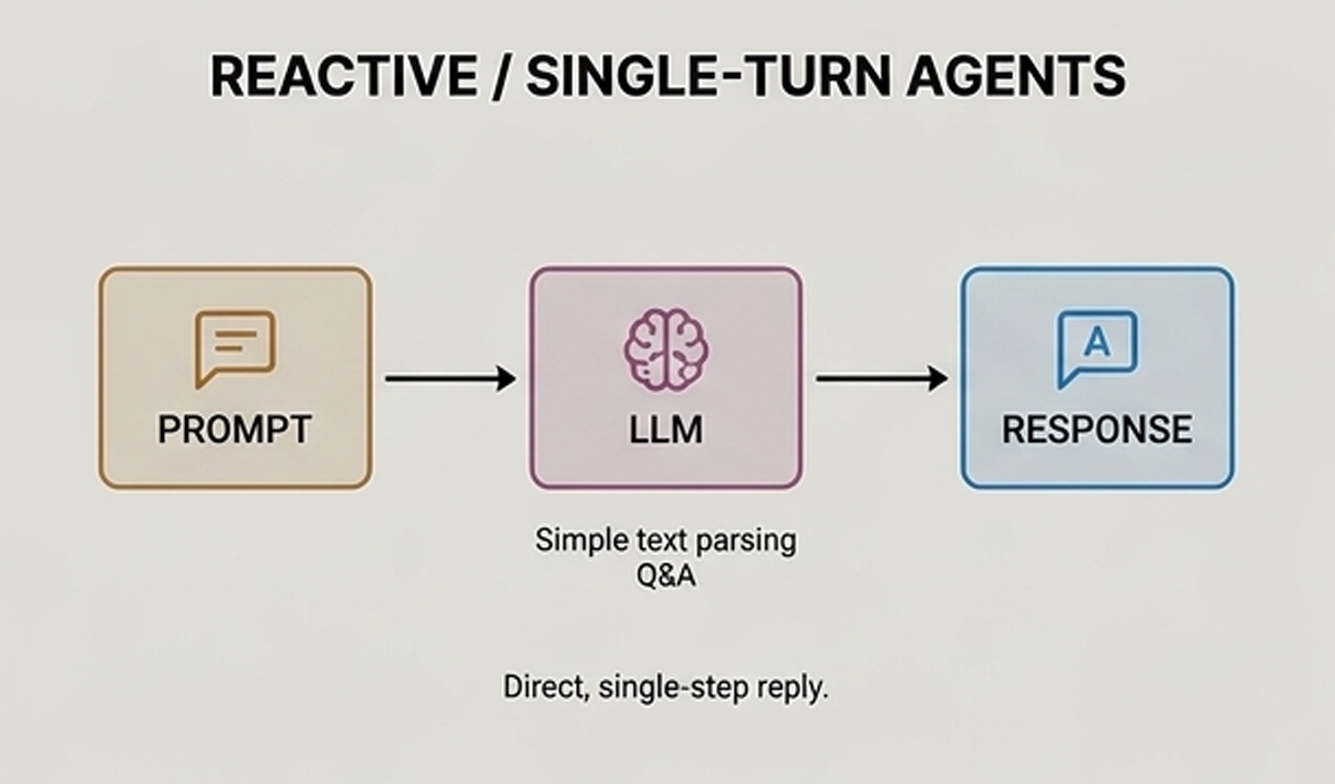 REACTIVE / SINGLE-TURN AGENTS
PROMPT
LLM
A
RESPONSE
Simple text parsing
Q&A
Direct, single-step reply.